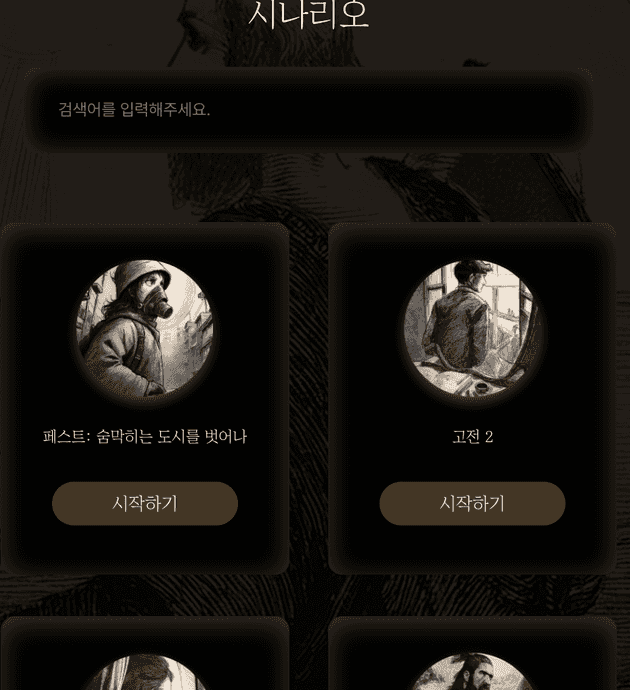 시나리오
검색어를 입력해주세요.
페스트: 숨막히는 도시를 벗어나
고전 2
시작하기
시작하기